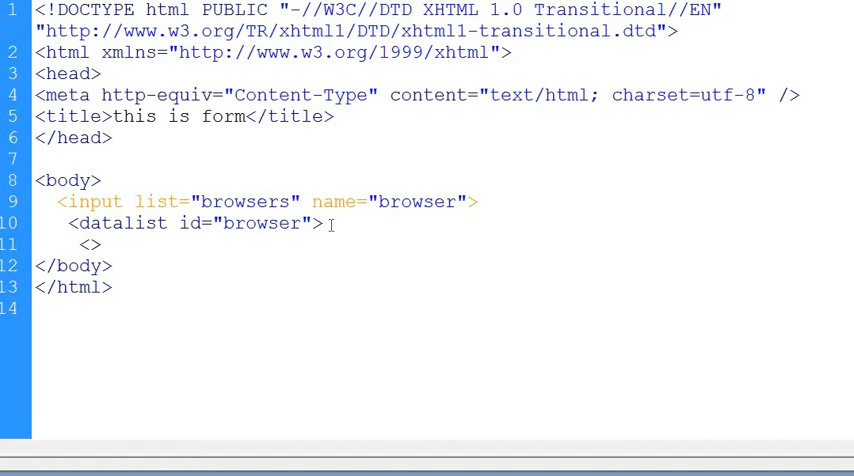 1 <!DOCTYPE html PUBLIC "-//W3C//DTD XHTML 1.0 Transitional//EN"
"http://www.w3.org/TR/xhtml1/DTD/xhtml1-transitional.dtd">
2 <html xmlns="http://www.w3.org/1999/xhtml">
3 <head>
4 <meta http-equiv="Content-Type" content="text/html; charset=utf-8" />
5 <title>this is form</title>
6 </head>
7
8 <body>
9 <input list="browsers" name="browser">
10 <datalist id="browser">
11 <>
12 </body>
13 </html>
14